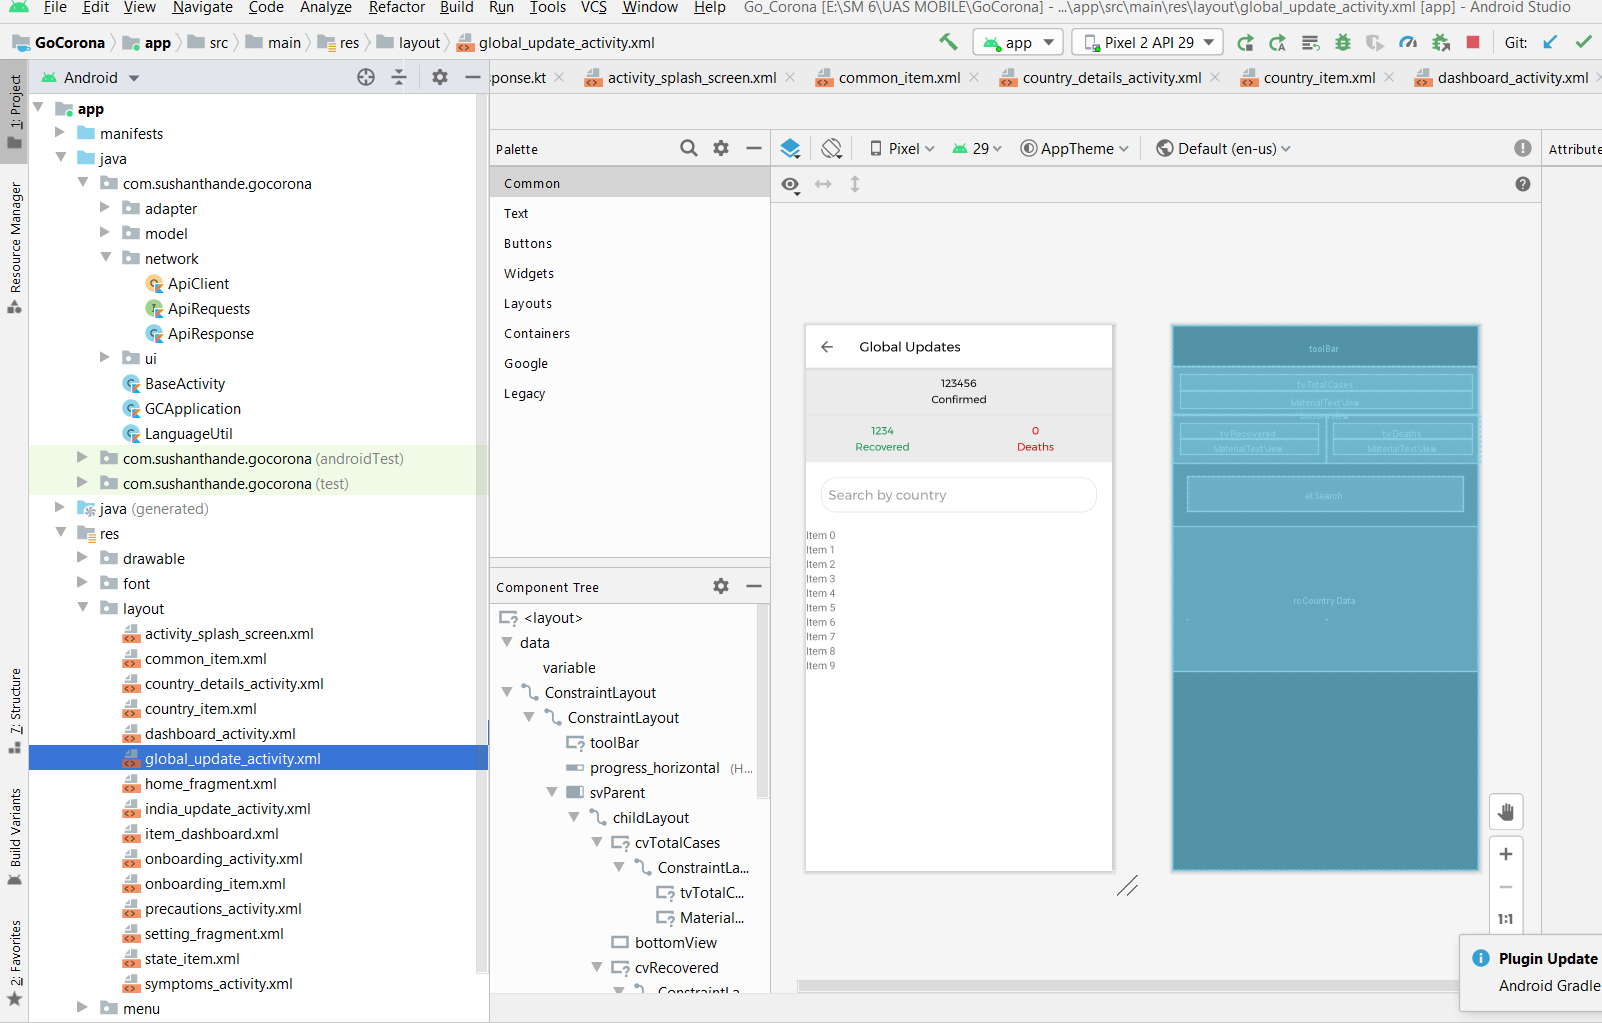 File Edit View Navigate Code Analyze Refactor Build Run Tools VCS Window Help Go_Corona [E:\SM 6\UAS MOBILE\GoCorona] - ...\app\src\main\res\layout\global_update_activity.xml [app] - Android Studio
GoCorona app src main res layout global_update_activity.xml app Pixel 2 API 29 Git:
Android
sponse.kt activity_splash_screen.xml common_item.xml country_details_activity.xml country_item.xml dashboard_activity.xml
1: Project
Resource Manager
7: Structure
Build Variants
2: Favorites
app
manifests
java
com.sushanthande.gocorona
adapter
model
network
ApiClient
ApiRequests
ApiResponse
ui
BaseActivity
GCApplication
LanguageUtil
com.sushanthande.gocorona (androidTest)
com.sushanthande.gocorona (test)
java (generated)
res
drawable
font
layout
activity_splash_screen.xml
common_item.xml
country_details_activity.xml
country_item.xml
dashboard_activity.xml
global_update_activity.xml
home_fragment.xml
india_update_activity.xml
item_dashboard.xml
onboarding_activity.xml
onboarding_item.xml
precautions_activity.xml
setting_fragment.xml
state_item.xml
symptoms_activity.xml
menu
Palette
Common
Text
Buttons
Widgets
Layouts
Containers
Google
Legacy
Component Tree
<layout>
data
variable
ConstraintLayout
ConstraintLayout
toolBar
progress_horizontal (H...
svParent
childLayout
cvTotalCases
ConstraintLa...
tvTotalC...
Material...
bottomView
cvRecovered
ConstraintLa
Pixel 29 AppTheme Default (en-us)
Attribute
Global Updates
123456
Confirmed
1234 0
Recovered Deaths
Search by country
Item 0
Item 1
Item 2
Item 3
Item 4
Item 5
Item 6
Item 7
Item 8
Item 9
toolBar
tvTotalCases
MaterialTextView
bottomView
tvRecovered tvDeaths
MaterialTextView MaterialTextView
etSearch
rcCountryData
1:1
Plugin Update
Android Gradle